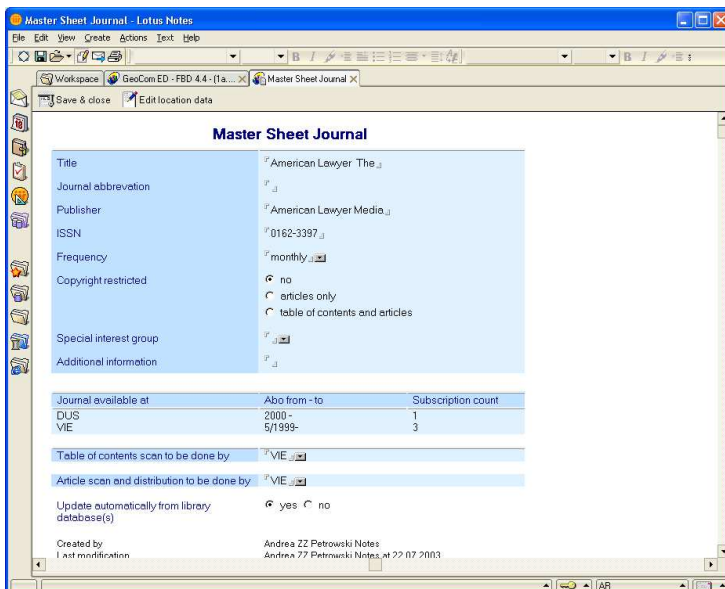 Master Sheet Journal - Lotus Notes
File Edit View Create Actions Text Help
B I B I
Workspace GeoCom ED - FBD 4.4 - (1a.... Master Sheet Journal
Save & close Edit location data
Master Sheet Journal
Title American Lawyer The
Journal abbrevation
Publisher American Lawyer Media
ISSN 0162-3397
Frequency monthly
Copyright restricted no
articles only
table of contents and articles
Special interest group
Additional information
Journal available at Abo from - to Subscription count
DUS 2000 - 1
VIE 5/1999- 3
Table of contents scan to be done by VIE
Article scan and distribution to be done by VIE
Update automatically from library yes no
database(s)
Created by Andrea ZZ Petrowski Notes
Last modification Andrea ZZ Petrowski Notes at 22.07.2003
AB